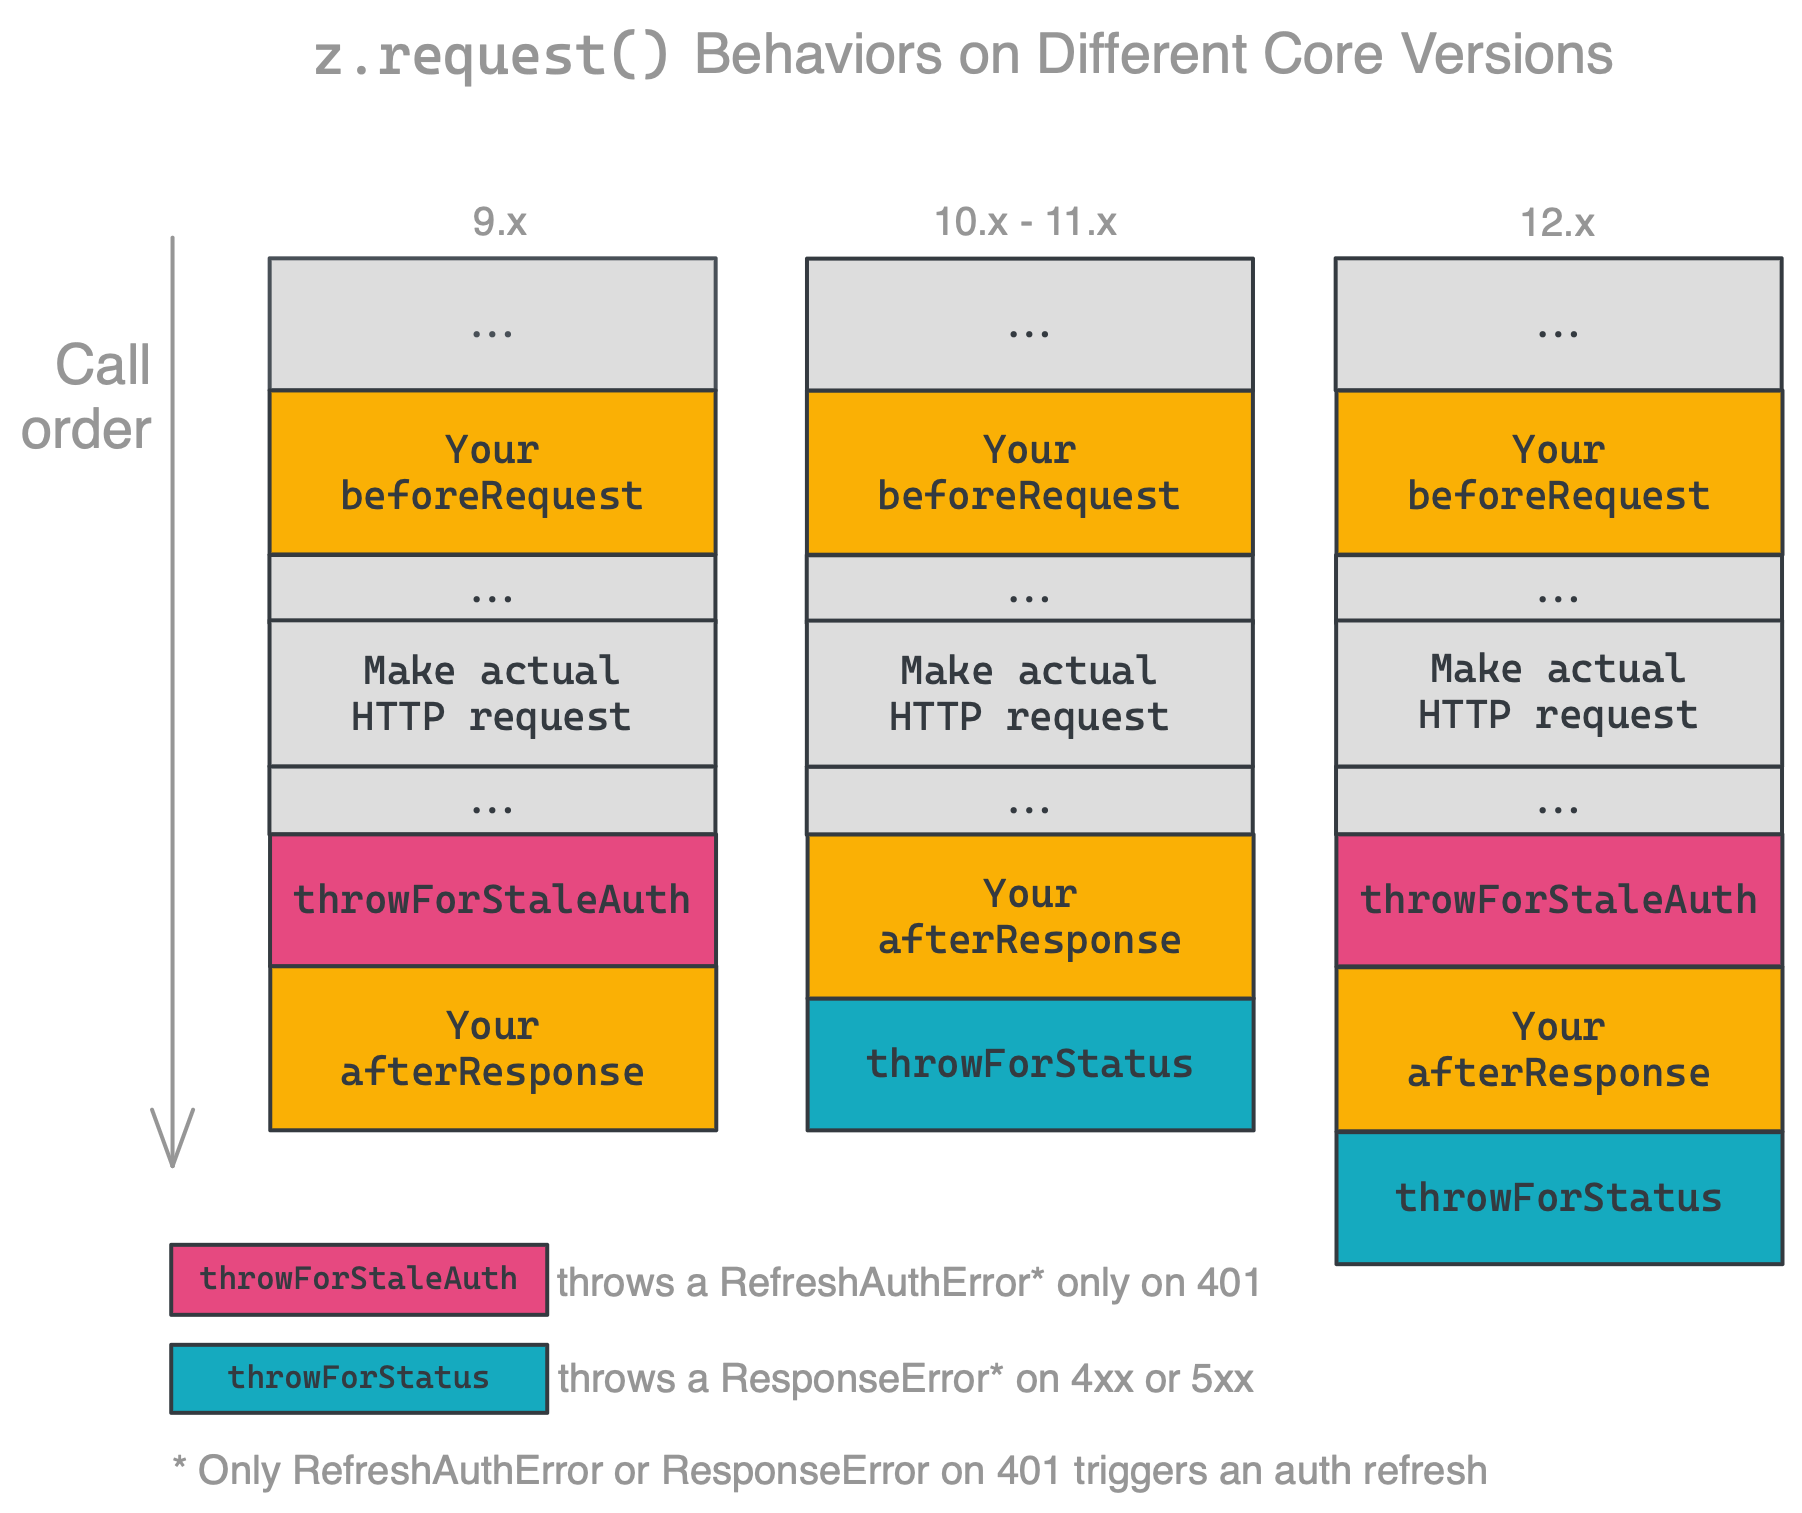 z.request() Behaviors on Different Core Versions
Call
order
9.x
...
Your
beforeRequest
...
Make actual
HTTP request
...
throwForStaleAuth
Your
afterResponse
10.x - 11.x
...
Your
beforeRequest
...
Make actual
HTTP request
...
Your
afterResponse
throwForStatus
12.x
...
Your
beforeRequest
...
Make actual
HTTP request
...
throwForStaleAuth
Your
afterResponse
throwForStatus
throwForStaleAuth throws a RefreshAuthError* only on 401
throwForStatus throws a ResponseError* on 4xx or 5xx
* Only RefreshAuthError or ResponseError on 401 triggers an auth refresh